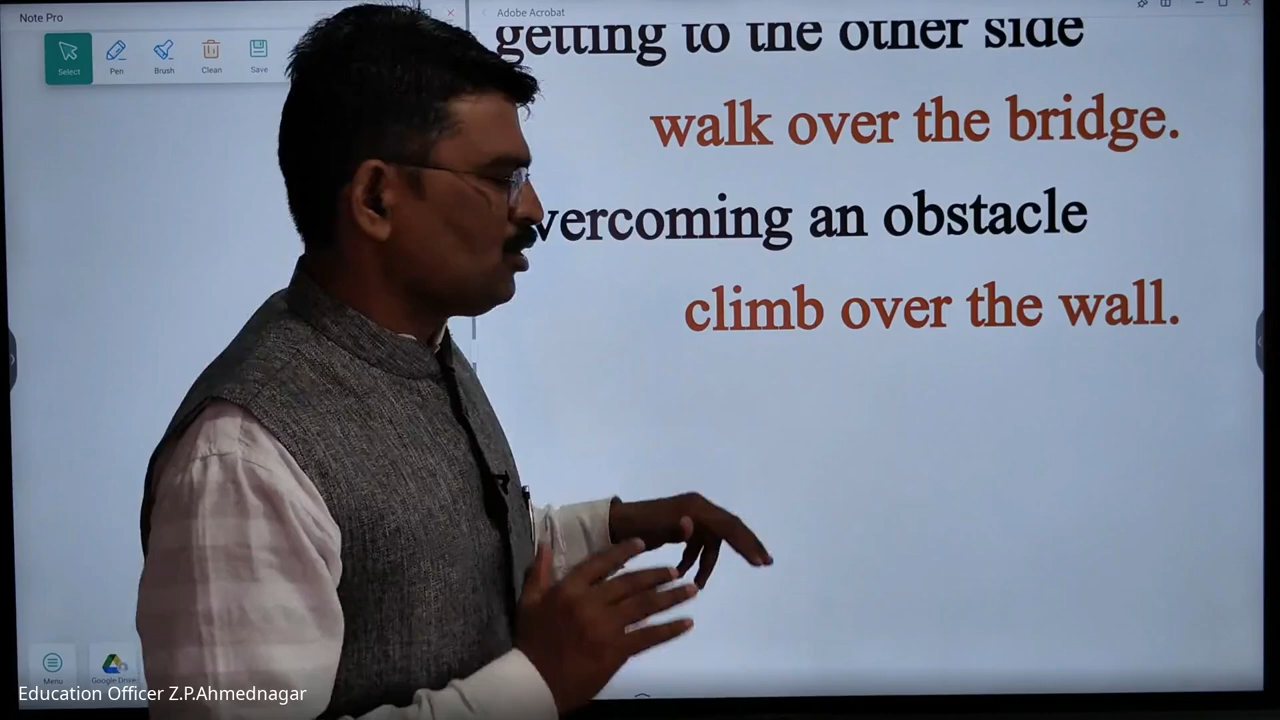 Note Pro
Adobe Acrobat
Select
Pen
Brush
Clean
Save
getting to the other side
walk over the bridge.
vercoming an obstacle
climb over the wall.
Menu
Google Drive
Education Officer Z.P.Ahmednagar